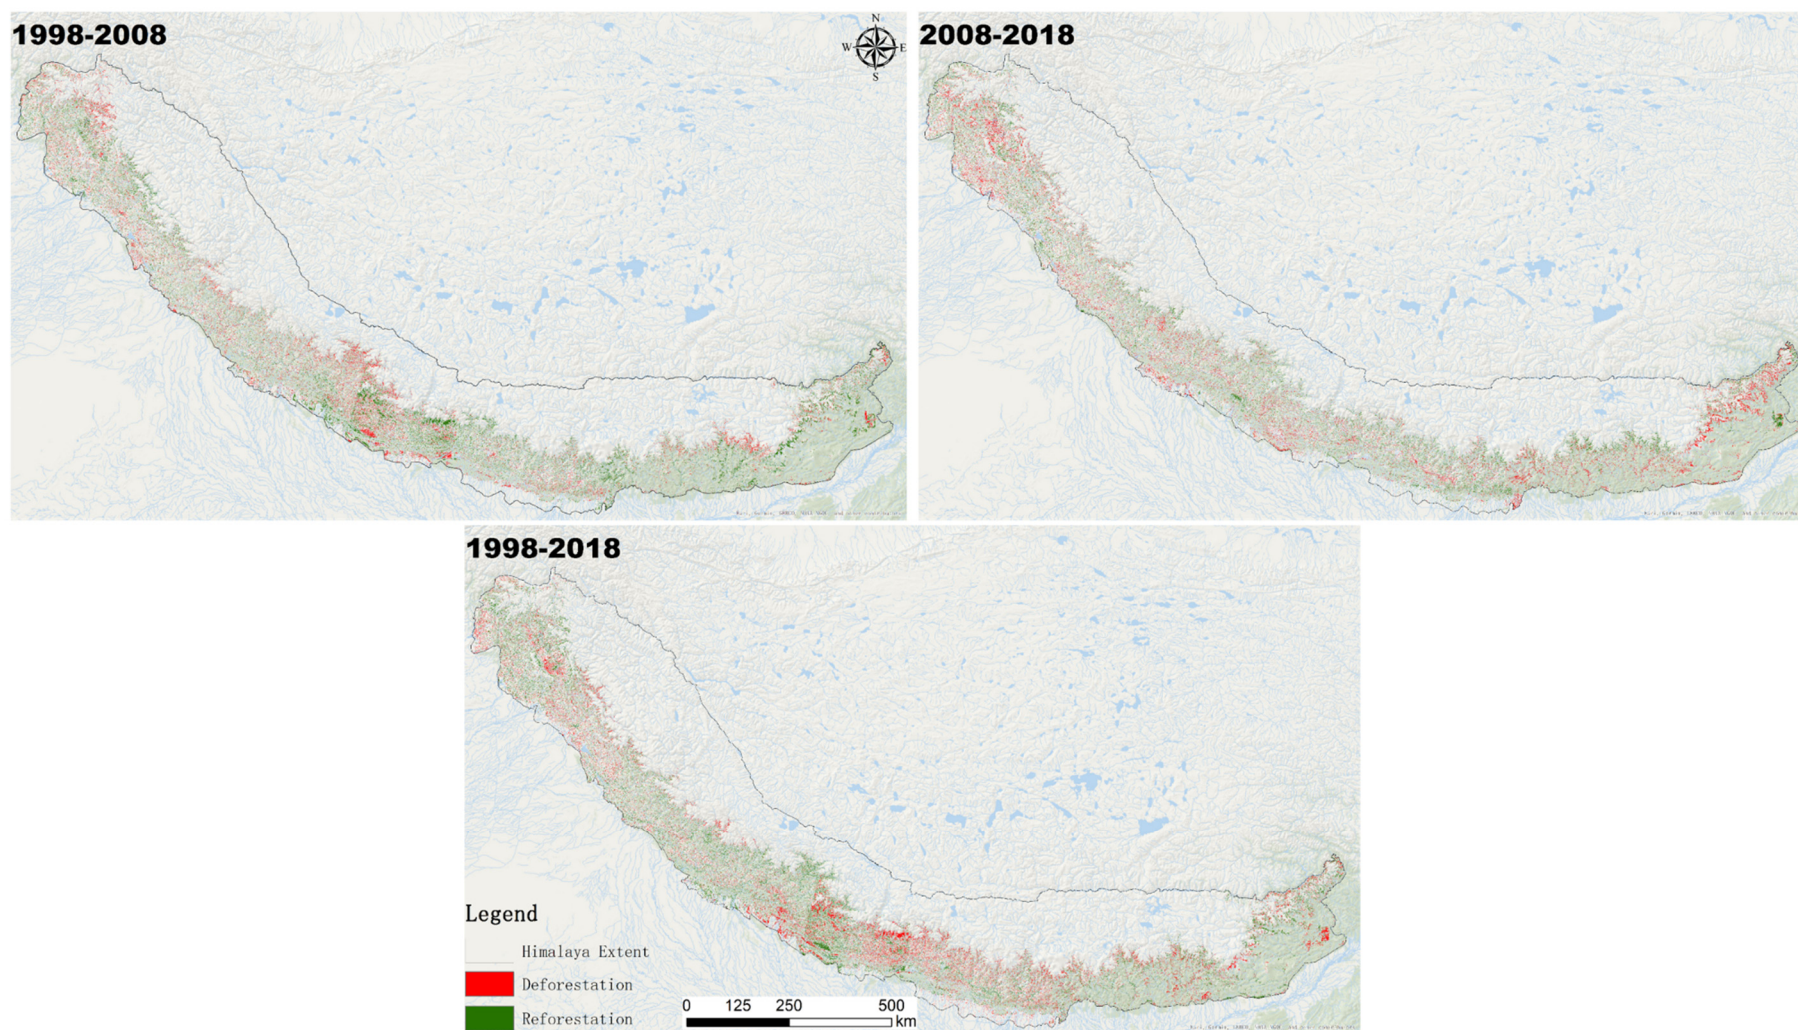 1998-2008
N
W
E
S
2008-2018
1998-2018
Legend
Himalaya Extent
Deforestation
Reforestation
0 125 250 500
km